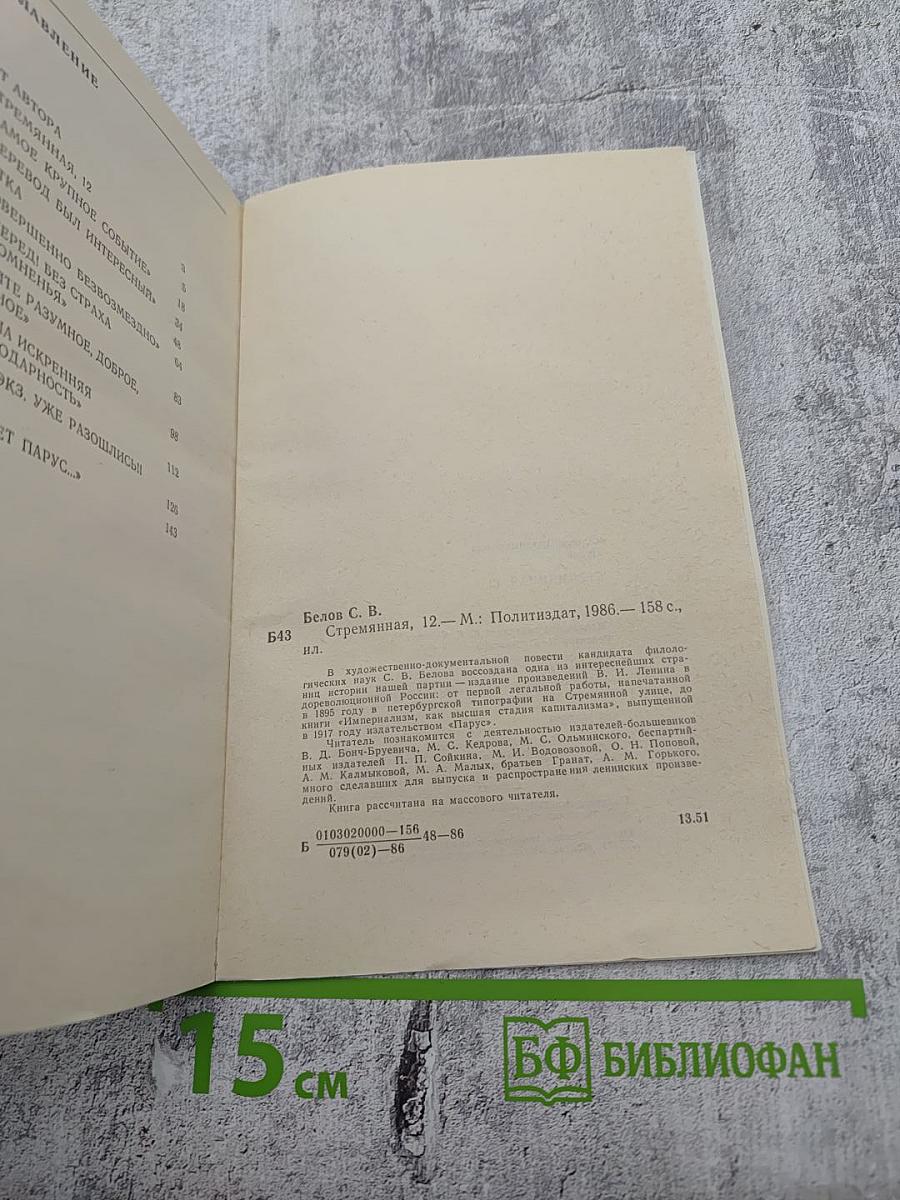 АВТОРА
12
АМОЕ КРУПНОЕ СОБЫТИЕ»
ЕРЕВОД БЫЛ ИНТЕРЕСНЫЙ»
ТКА
ОВЕРШЕННО БЕЗВОЗМЕЗДНО»
ЕРЕД! БЕЗ СТРАХА
ОМНЕНЬЯ»
ЙТЕ РАЗУМНОЕ, ДОБРОЕ,
НОЕ»
НА ИСКРЕННЯЯ
ОДАРНОСТЬ»
ЭКЗ. УЖЕ РАЗОШЛИСЬ!!
ЕТ ПАРУС...»
3
5
18
34
48
64
83
98
112
126
143
Белов С. В.
Б43 Стремянная, 12.— М.: Политиздат, 1986.— 158 с.,
ил.
В художественно-документальной повести кандидата филоло-
гических наук С. В. Белова воссоздана одна из интереснейших стра-
ниц истории нашей партии — издание произведений В. И. Ленина в
дореволюционной России: от первой легальной работы, напечатанной
в 1895 году в петербургской типографии на Стремянной улице, до
книги «Империализм, как высшая стадия капитализма», выпущенной
в 1917 году издательством «Парус».
Читатель познакомится с деятельностью издателей-большевиков
В. Д. Бонч-Бруевича, М. С. Кедрова, М. С. Ольминского, беспартий-
ных издателей П. П. Сойкина, М. И. Водовозовой, О. Н. Поповой,
А. М. Калмыковой, М. А. Малых, братьев Гранат, А. М. Горького,
много сделавших для выпуска и распространения ленинских произве-
дений.
Книга рассчитана на массового читателя.
Б 0103020000—156 48—86
079(02)—86
13.51
15 см
БФ БИБЛИОФАН